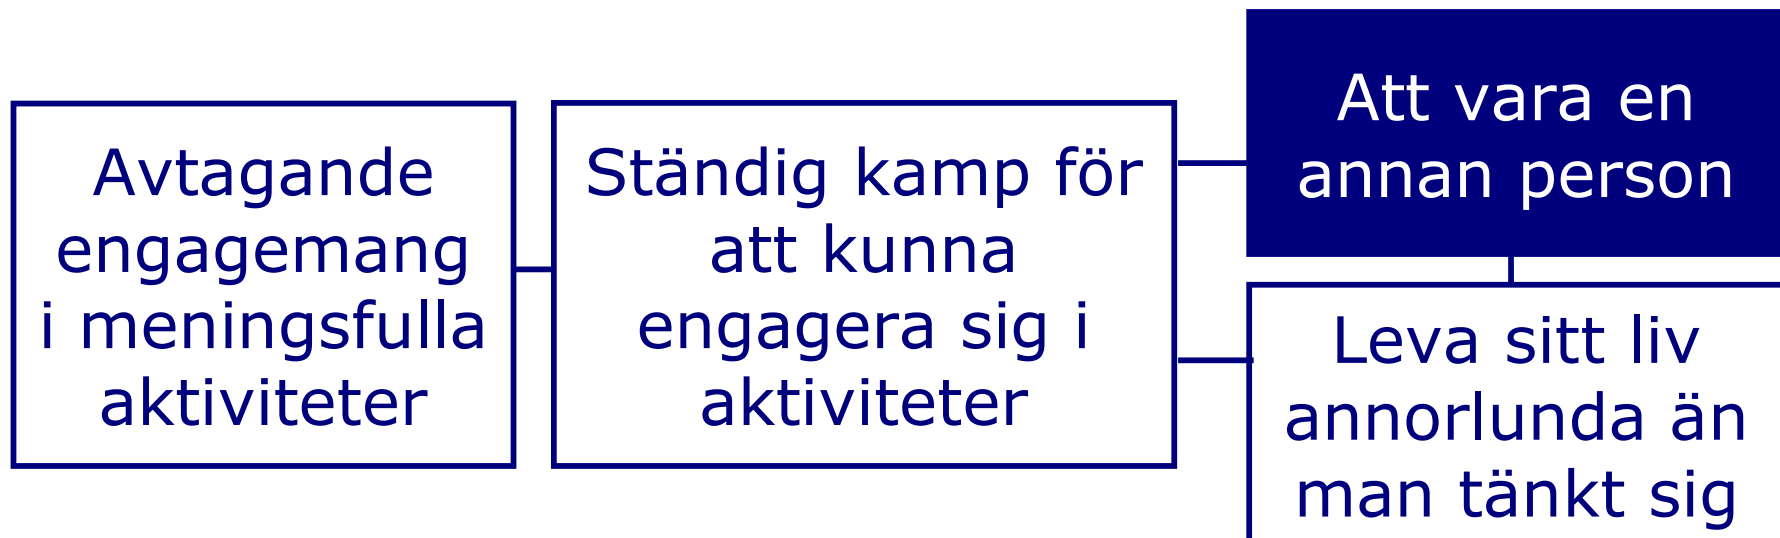 Avtagande
engagemang
i meningsfulla
aktiviteter
Ständig kamp för
att kunna
engagera sig i
aktiviteter
Att vara en
annan person
Leva sitt liv
annorlunda än
man tänkt sig